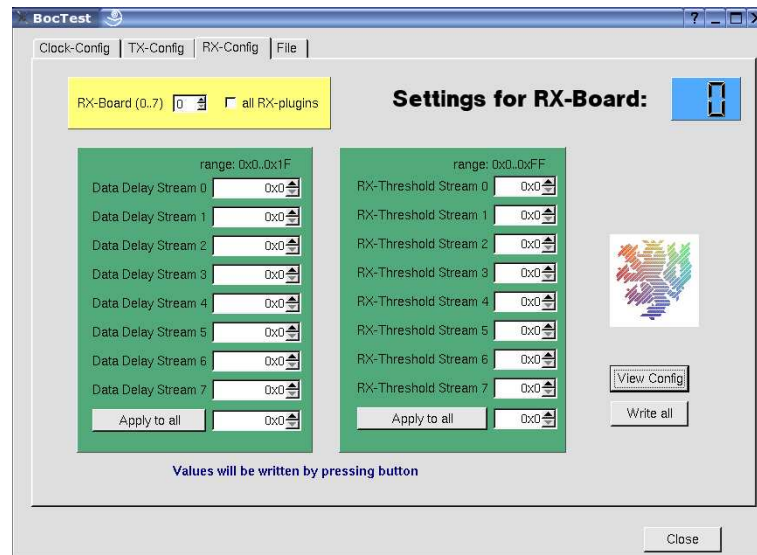 BocTest
? _ X
Clock-Config TX-Config RX-Config File
RX-Board (0..7) 0 all RX-plugins
Settings for RX-Board: 0
range: 0x0..0x1F
Data Delay Stream 0 0x0
Data Delay Stream 1 0x0
Data Delay Stream 2 0x0
Data Delay Stream 3 0x0
Data Delay Stream 4 0x0
Data Delay Stream 5 0x0
Data Delay Stream 6 0x0
Data Delay Stream 7 0x0
Apply to all 0x0
range: 0x0..0xFF
RX-Threshold Stream 0 0x0
RX-Threshold Stream 1 0x0
RX-Threshold Stream 2 0x0
RX-Threshold Stream 3 0x0
RX-Threshold Stream 4 0x0
RX-Threshold Stream 5 0x0
RX-Threshold Stream 6 0x0
RX-Threshold Stream 7 0x0
Apply to all 0x0
View Config
Write all
Values will be written by pressing button
Close